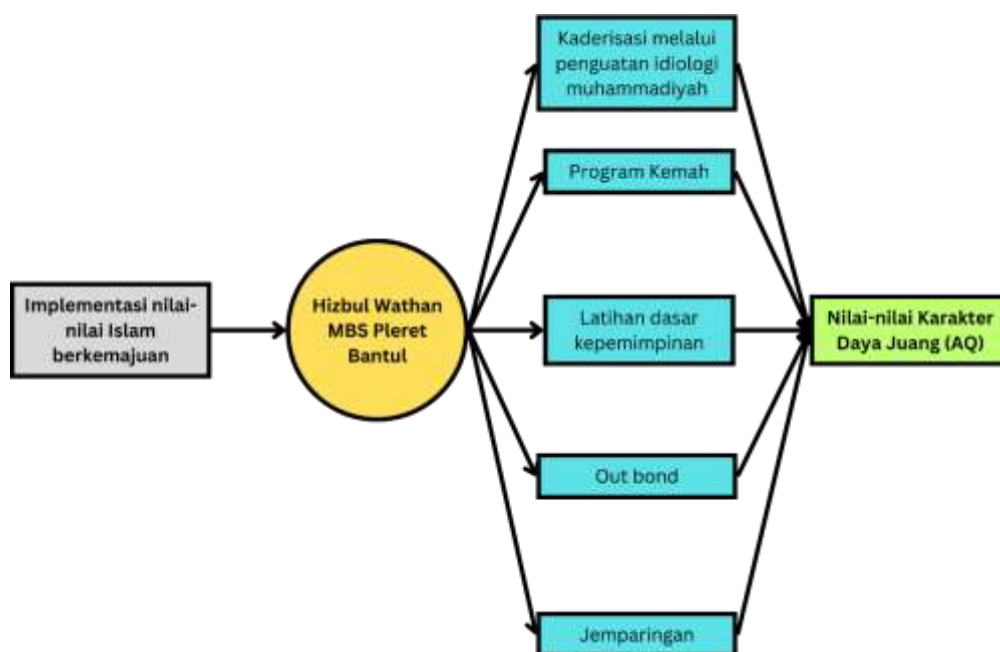 Implementasi nilai-
nilai Islam
berkemajuan
Hizbul Wathan
MBS Pleret
Bantul
Kaderisasi melalui
penguatan idiologi
muhammadiyah
Program Kemah
Latihan dasar
kepemimpinan
Out bond
Jemparingan
Nilai-nilai Karakter
Daya Juang (AQ)